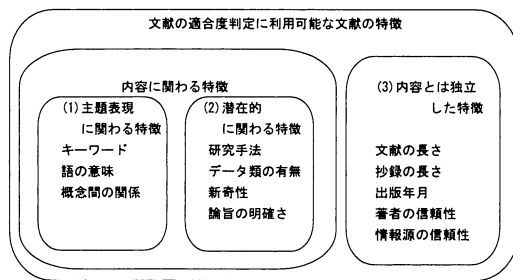 文献の適合度判定に利用可能な文献の特徴
内容に関わる特徴
(1) 主題表現
に関わる特徴
キーワード
語の意味
概念間の関係
(2) 潜在的
に関わる特徴
研究手法
データ類の有無
新奇性
論旨の明確さ
(3) 内容とは独立
した特徴
文献の長さ
抄録の長さ
出版年月
著者の信頼性
情報源の信頼性